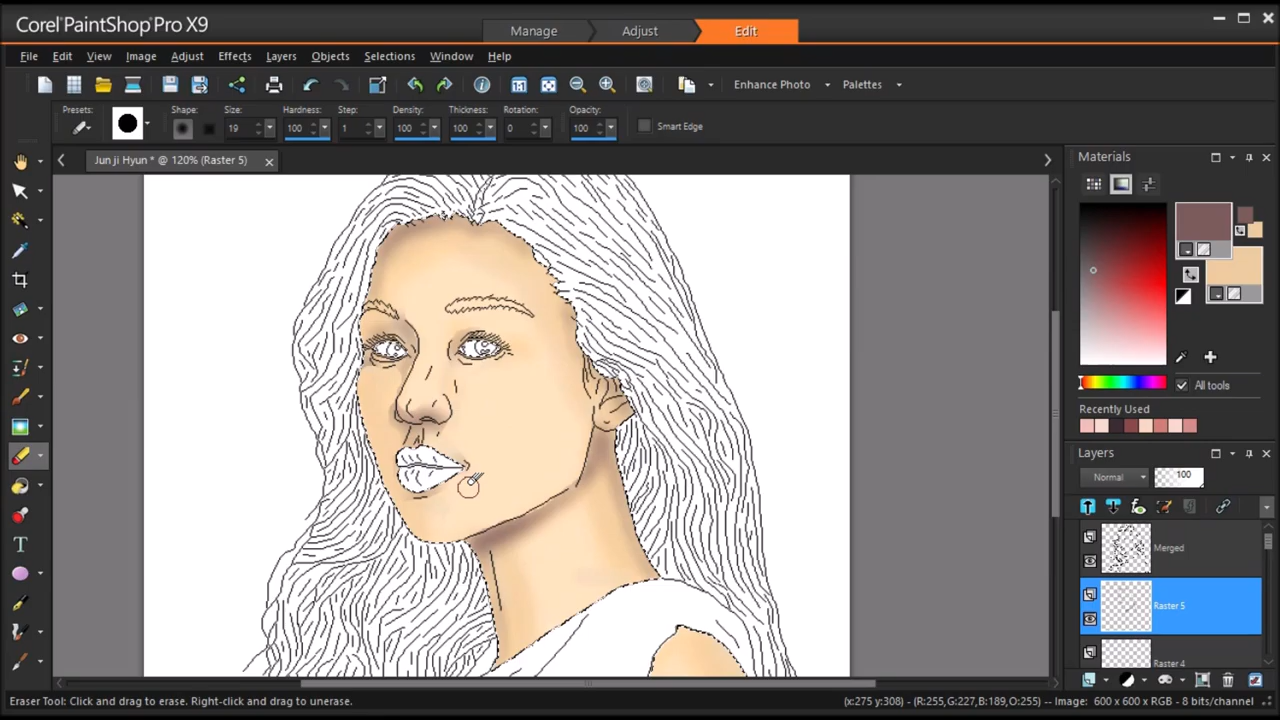 Corel PaintShop Pro X9
Manage
Adjust
Edit
File Edit View Image Adjust Effects Layers Objects Selections Window Help
Enhance Photo Palettes
Presets: Shape: Size: Hardness: Step: Density: Thickness: Rotation: Opacity:
19 100 1 100 100 0 100 Smart Edge
Jun ji Hyun * @ 120% (Raster 5)
Materials
All tools
Recently Used
Layers
Normal 100
Merged
Raster 5
Raster 4
Eraser Tool: Click and drag to erase. Right-click and drag to unerase.
(x:275 y:308) - (R:255,G:227,B:189,O:255) -- Image: 600 x 600 x RGB - 8 bits/channel